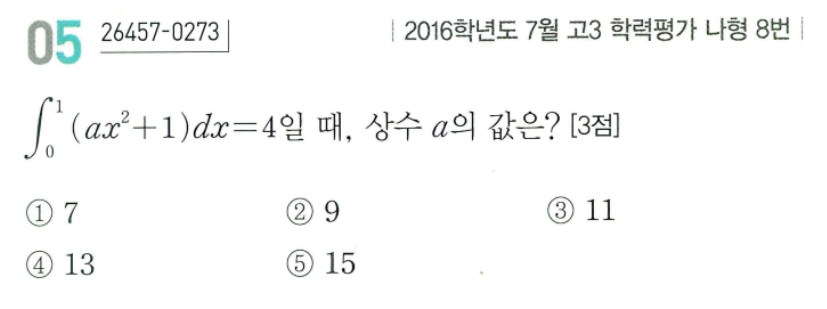 05 26457-0273 | 2016학년도 7월 고3 학력평가 나형 8번 |
∫₀¹(ax²+1)dx=4일 때, 상수 a의 값은? [3점]
① 7 ② 9 ③ 11
④ 13 ⑤ 15